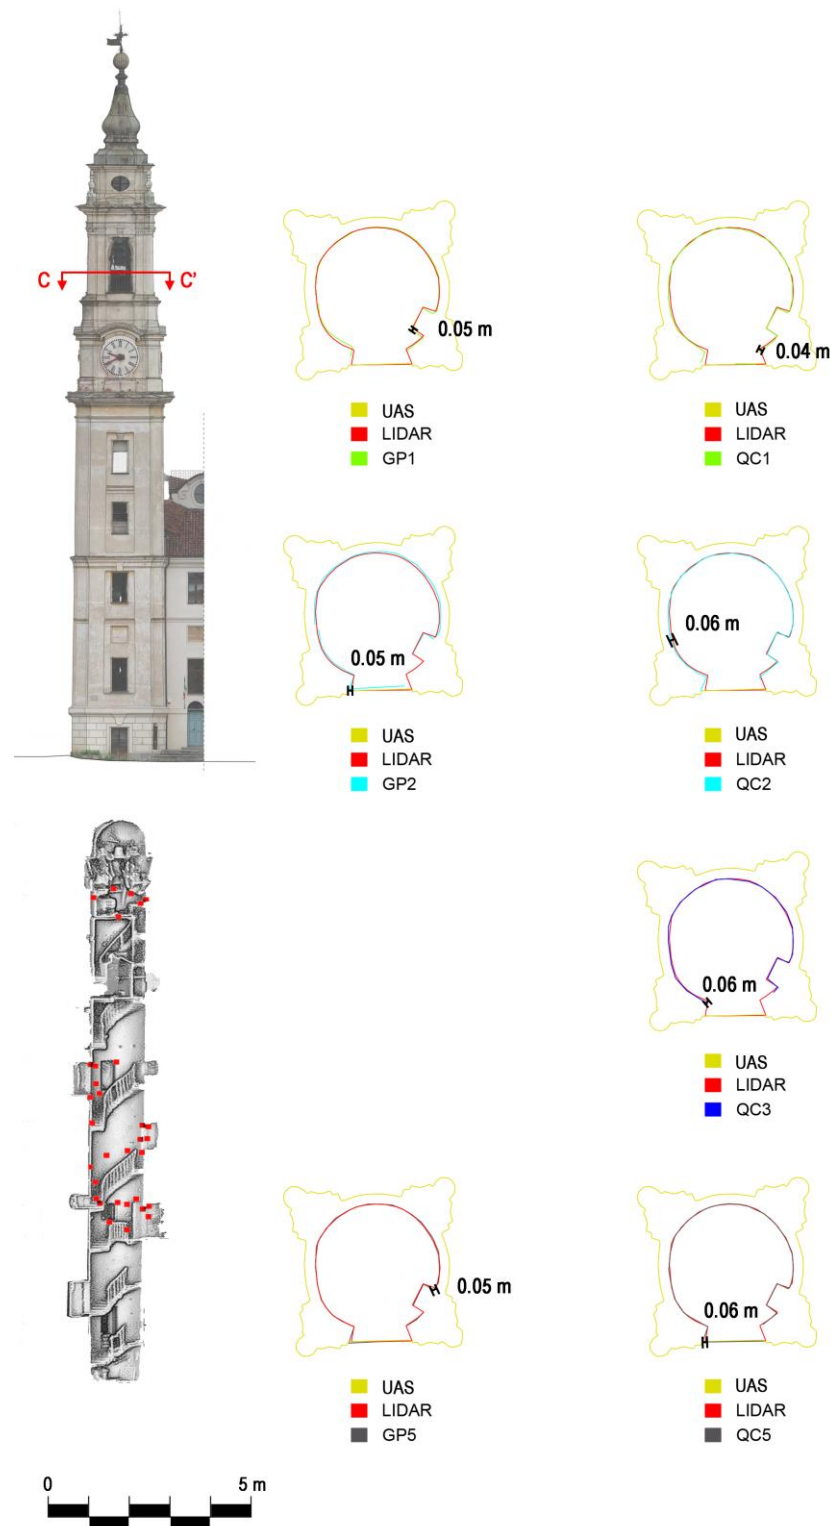 C C'
0.05 m
UAS
LIDAR
GP1
0.04 m
UAS
LIDAR
QC1
0.05 m
UAS
LIDAR
GP2
0.06 m
UAS
LIDAR
QC2
0.06 m
UAS
LIDAR
QC3
0.05 m
UAS
LIDAR
GP5
0.06 m
UAS
LIDAR
QC5
0 5 m